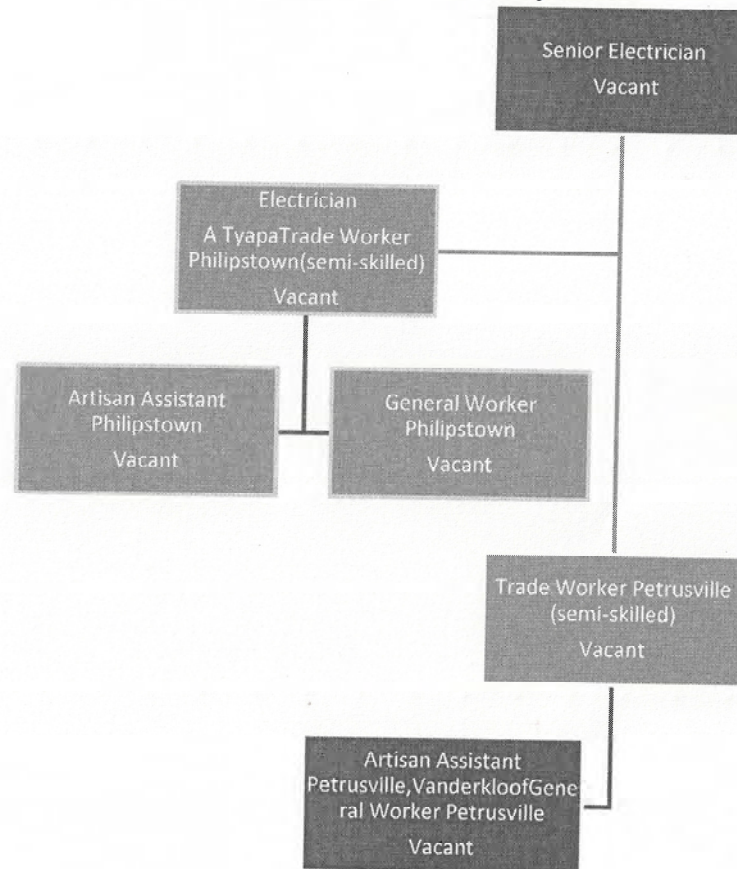 Senior Electrician
Vacant
Electrician
A TyapaTrade Worker
Philipstown(semi-skilled)
Vacant
Artisan Assistant
Philipstown
Vacant
General Worker
Philipstown
Vacant
Trade Worker Petrusville
(semi-skilled)
Vacant
Artisan Assistant
Petrusville,VanderkloofGene
ral Worker Petrusville
Vacant